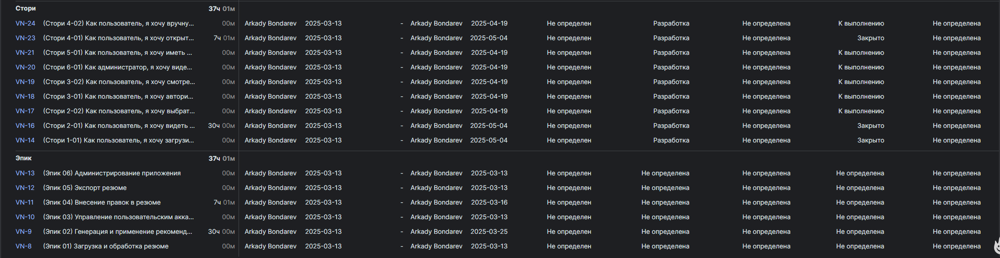 Стори 37ч 01м
VN-24 (Стори 4-02) Как пользователь, я хочу вручну... 00м Arkady Bondarev 2025-03-13 - Arkady Bondarev 2025-04-19 Не определен Разработка Не определена К выполнению Не определена
VN-23 (Стори 4-01) Как пользователь, я хочу открыт... 7ч 01м Arkady Bondarev 2025-03-13 - Arkady Bondarev 2025-05-04 Не определен Разработка Не определена Закрыто Не определена
VN-21 (Стори 5-01) Как пользователь, я хочу иметь ... 00м Arkady Bondarev 2025-03-13 - Arkady Bondarev 2025-04-19 Не определен Разработка Не определена К выполнению Не определена
VN-20 (Стори 6-01) Как администратор, я хочу виде... 00м Arkady Bondarev 2025-03-13 - Arkady Bondarev 2025-04-19 Не определен Разработка Не определена К выполнению Не определена
VN-19 (Стори 3-02) Как пользователь, я хочу смотре... 00м Arkady Bondarev 2025-03-13 - Arkady Bondarev 2025-04-19 Не определен Разработка Не определена К выполнению Не определена
VN-18 (Стори 3-01) Как пользователь, я хочу автори... 00м Arkady Bondarev 2025-03-13 - Arkady Bondarev 2025-04-19 Не определен Разработка Не определена К выполнению Не определена
VN-17 (Стори 2-02) Как пользователь, я хочу выбрат... 00м Arkady Bondarev 2025-03-13 - Arkady Bondarev 2025-04-19 Не определен Разработка Не определена К выполнению Не определена
VN-16 (Стори 2-01) Как пользователь, я хочу видеть ... 30ч 00м Arkady Bondarev 2025-03-13 - Arkady Bondarev 2025-05-04 Не определен Разработка Не определена Закрыто Не определена
VN-14 (Стори 1-01) Как пользователь, я хочу загрузи... 00м Arkady Bondarev 2025-03-13 - Arkady Bondarev 2025-05-04 Не определен Разработка Не определена Закрыто Не определена
Эпик 37ч 01м
VN-13 (Эпик 06) Администрирование приложения 00м Arkady Bondarev 2025-03-13 - Arkady Bondarev 2025-03-13 Не определен Не определена Не определена Не определена Не определена
VN-12 (Эпик 05) Экспорт резюме 00м Arkady Bondarev 2025-03-13 - Arkady Bondarev 2025-03-13 Не определен Не определена Не определена Не определена Не определена
VN-11 (Эпик 04) Внесение правок в резюме 7ч 01м Arkady Bondarev 2025-03-13 - Arkady Bondarev 2025-03-16 Не определен Не определена Не определена Не определена Не определена
VN-10 (Эпик 03) Управление пользовательским акка... 00м Arkady Bondarev 2025-03-13 - Arkady Bondarev 2025-03-13 Не определен Не определена Не определена Не определена Не определена
VN-9 (Эпик 02) Генерация и применение рекоменд... 30ч 00м Arkady Bondarev 2025-03-13 - Arkady Bondarev 2025-03-25 Не определен Не определена Не определена Не определена Не определена
VN-8 (Эпик 01) Загрузка и обработка резюме 00м Arkady Bondarev 2025-03-13 - Arkady Bondarev 2025-03-13 Не определен Не определена Не определена Не определена Не определена